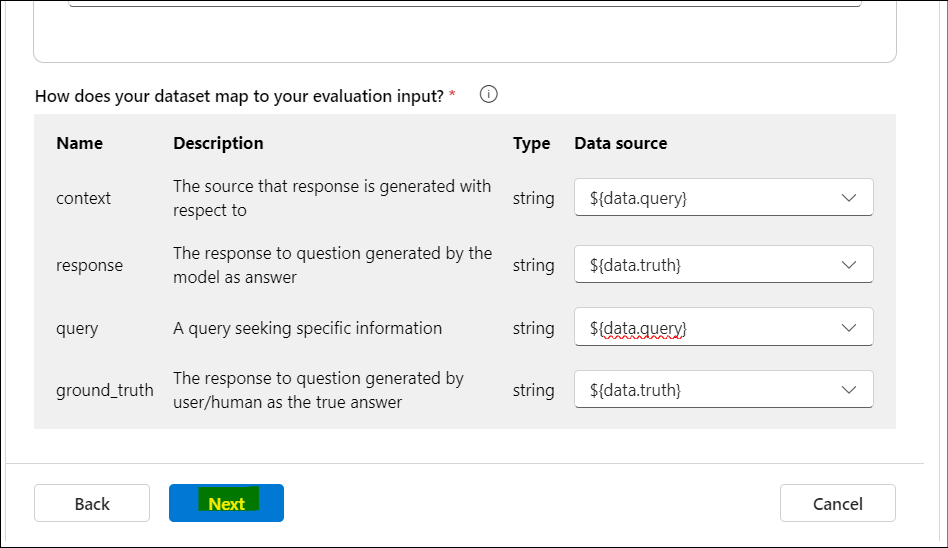 How does your dataset map to your evaluation input? *
Name Description Type Data source
context The source that response is generated with respect to string ${data.query}
response The response to question generated by the model as answer string ${data.truth}
query A query seeking specific information string ${data.query}
ground_truth The response to question generated by user/human as the true answer string ${data.truth}
Back Next Cancel